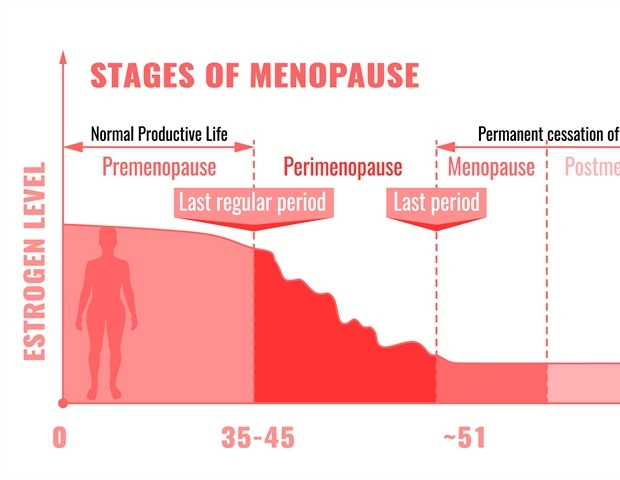 STAGES OF MENOPAUSE
Normal Productive Life
Permanent cessation of
Premenopause
Perimenopause
Menopause
Postme
Last regular period
Last period
ESTROGEN LEVEL
0
35-45
~51